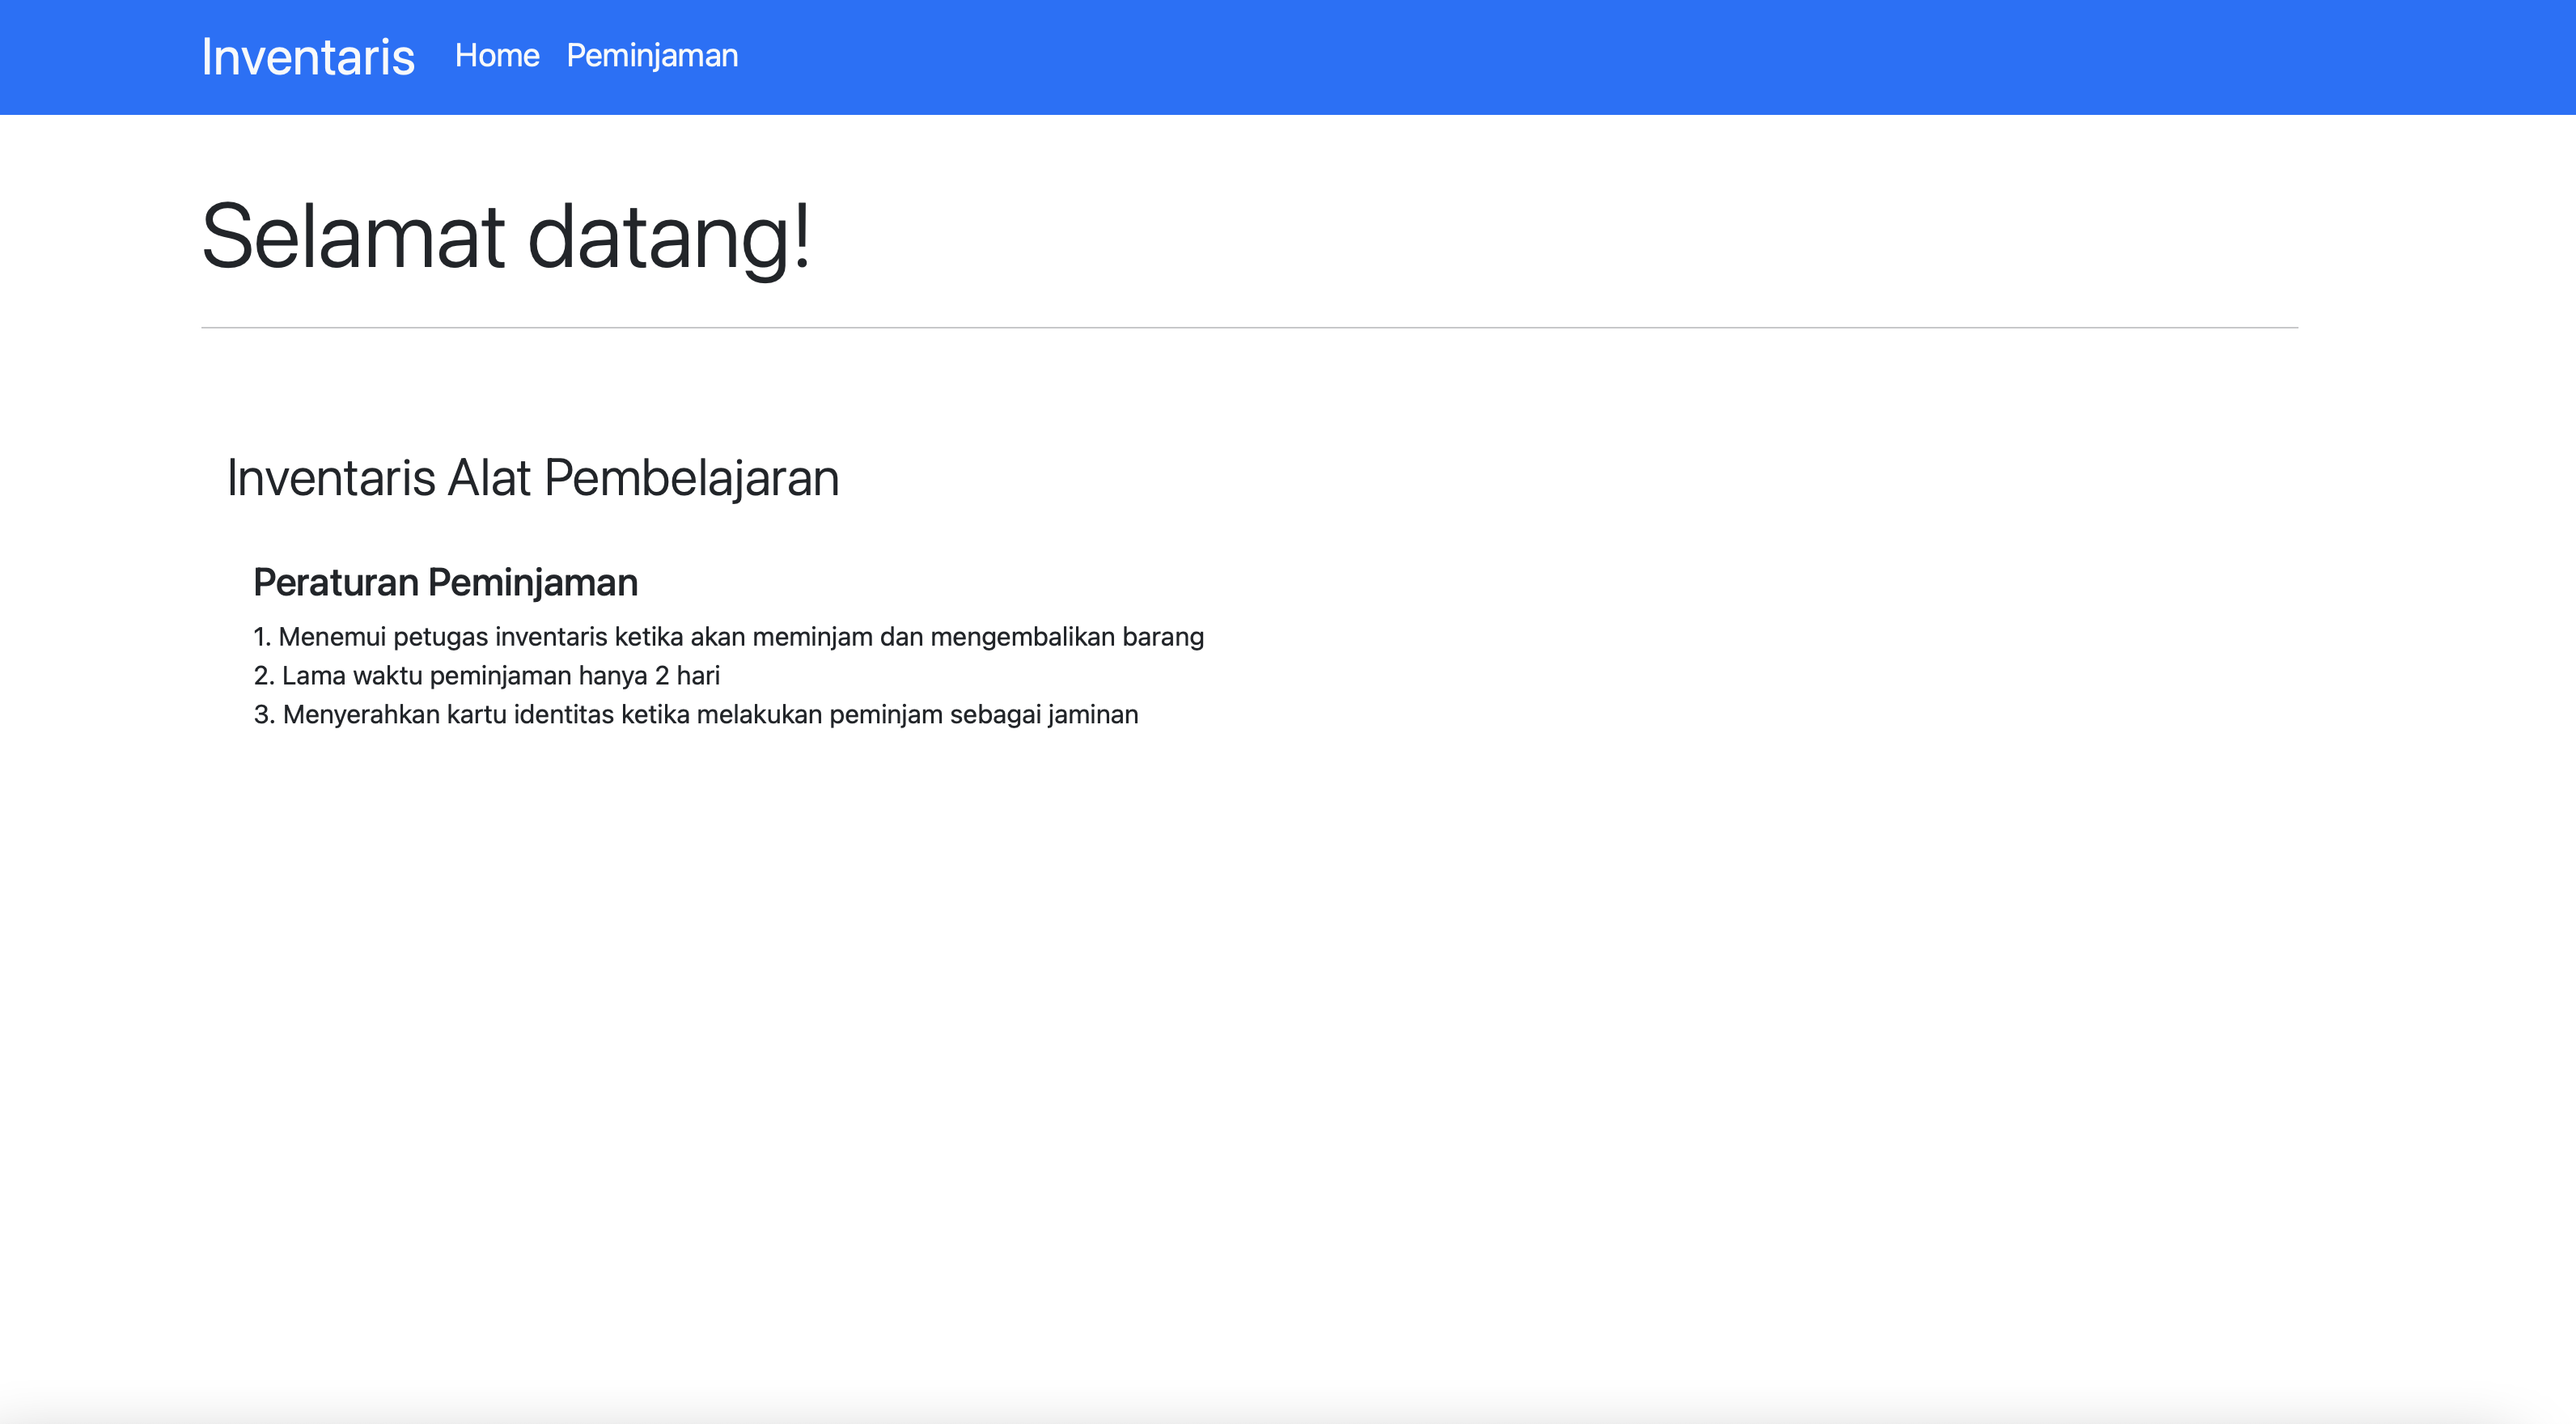 Inventaris Home Peminjaman
Selamat datang!
Inventaris Alat Pembelajaran
Peraturan Peminjaman
1. Menemui petugas inventaris ketika akan meminjam dan mengembalikan barang
2. Lama waktu peminjaman hanya 2 hari
3. Menyerahkan kartu identitas ketika melakukan peminjam sebagai jaminan